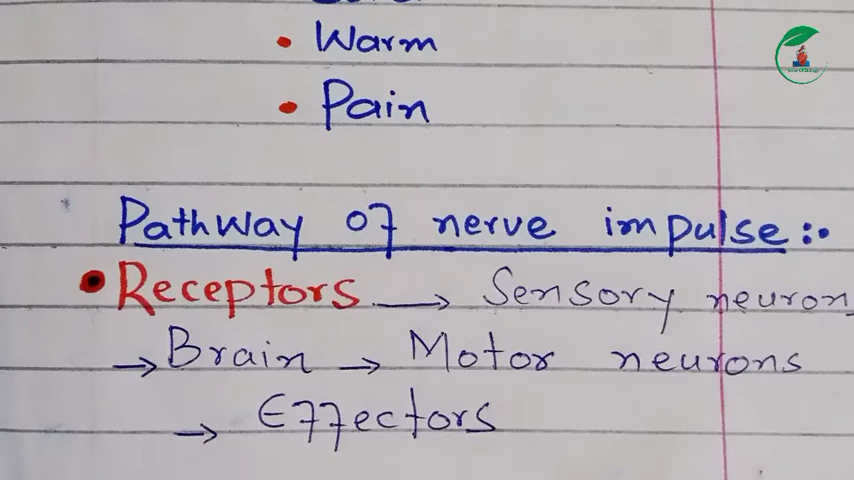 • Warm
• Pain
Pathway of nerve impulse :-
• Receptors → Sensory neuron
→ Brain → Motor neurons
→ Effectors